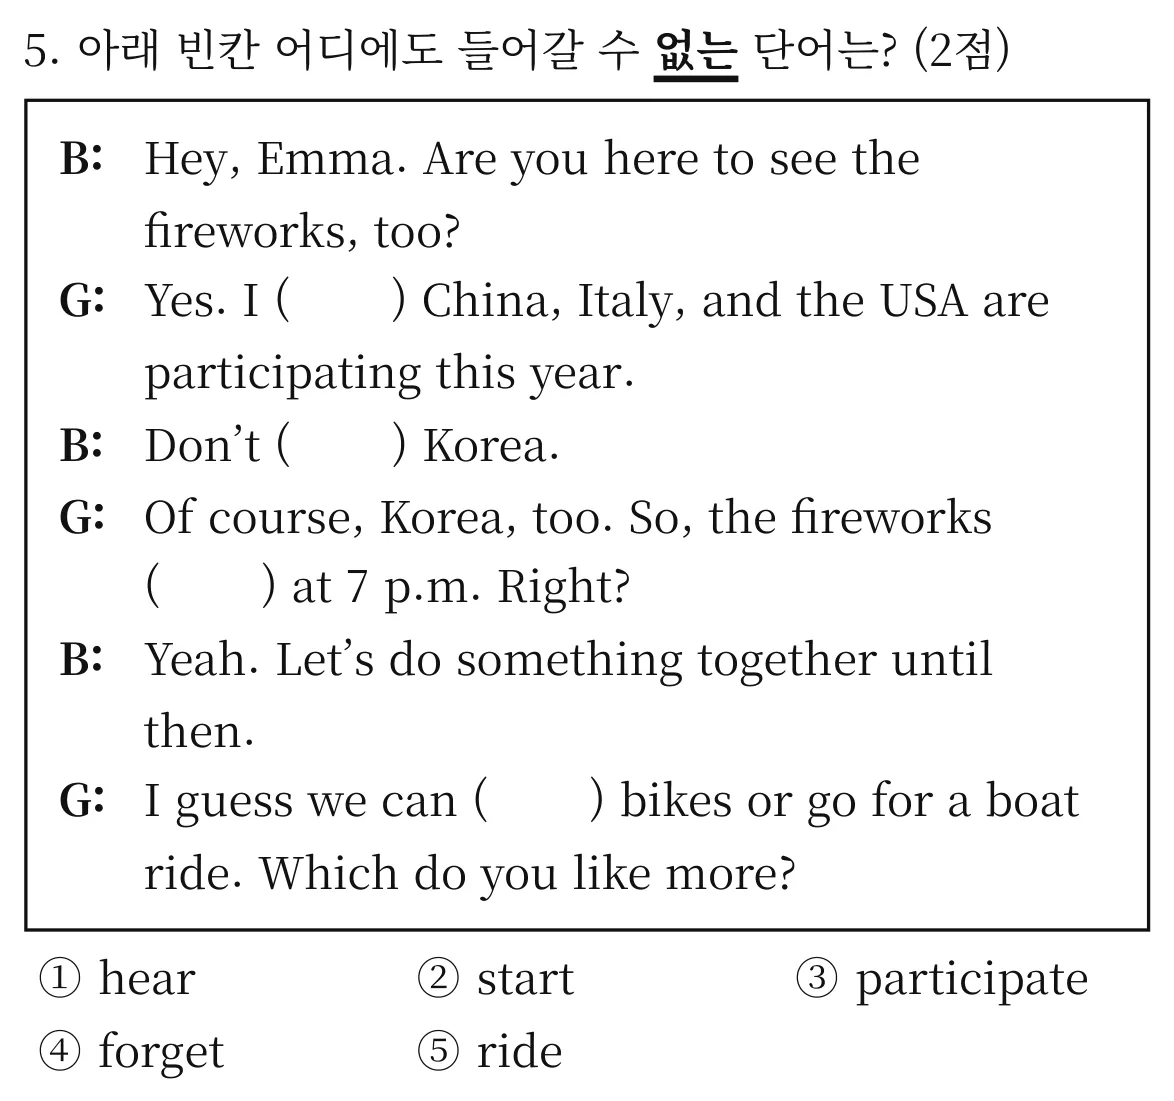 5. 아래 빈칸 어디에도 들어갈 수 없는 단어는? (2점)
B: Hey, Emma. Are you here to see the
fireworks, too?
G: Yes. I (      ) China, Italy, and the USA are
participating this year.
B: Don't (      ) Korea.
G: Of course, Korea, too. So, the fireworks
(      ) at 7 p.m. Right?
B: Yeah. Let's do something together until
then.
G: I guess we can (      ) bikes or go for a boat
ride. Which do you like more?
① hear ② start ③ participate
④ forget ⑤ ride